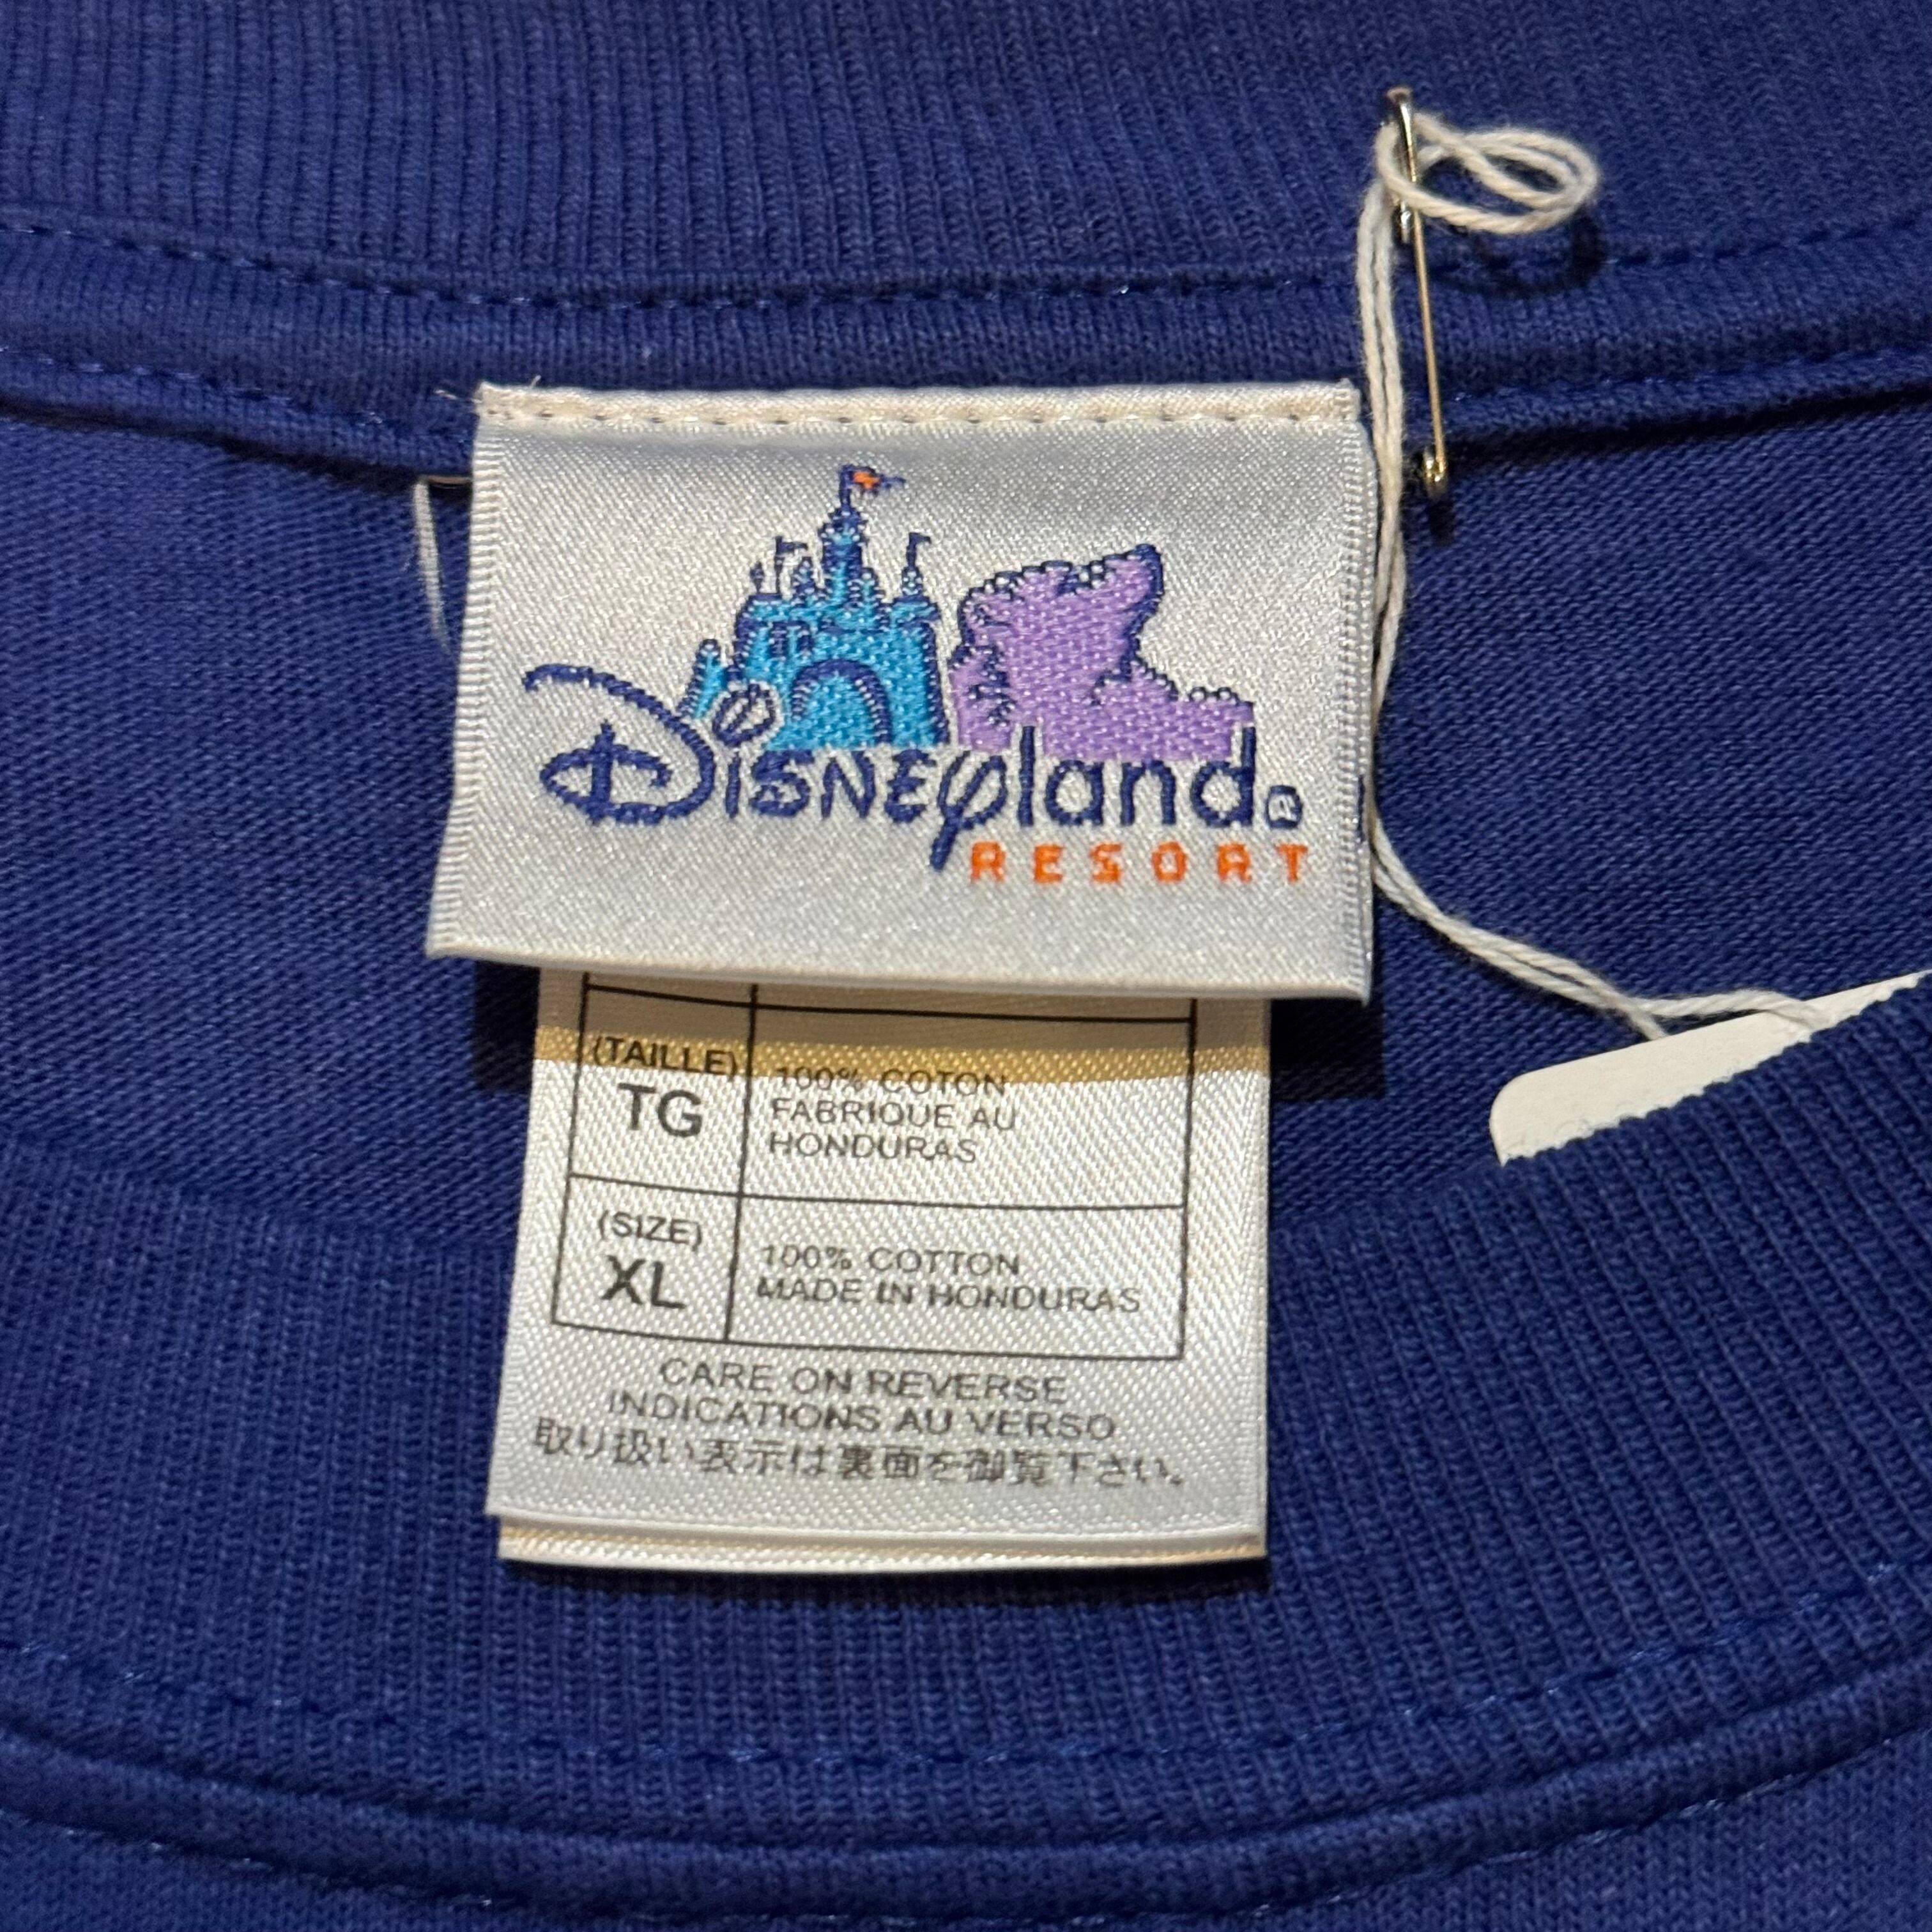 Disneyland®
RESORT
(TAILLE)
TG
100% COTON
FABRIQUE AU
HONDURAS
(SIZE)
XL
100% COTTON
MADE IN HONDURAS
CARE ON REVERSE
INDICATIONS AU VERSO
取り扱い表示は裏面を御覧下さい。